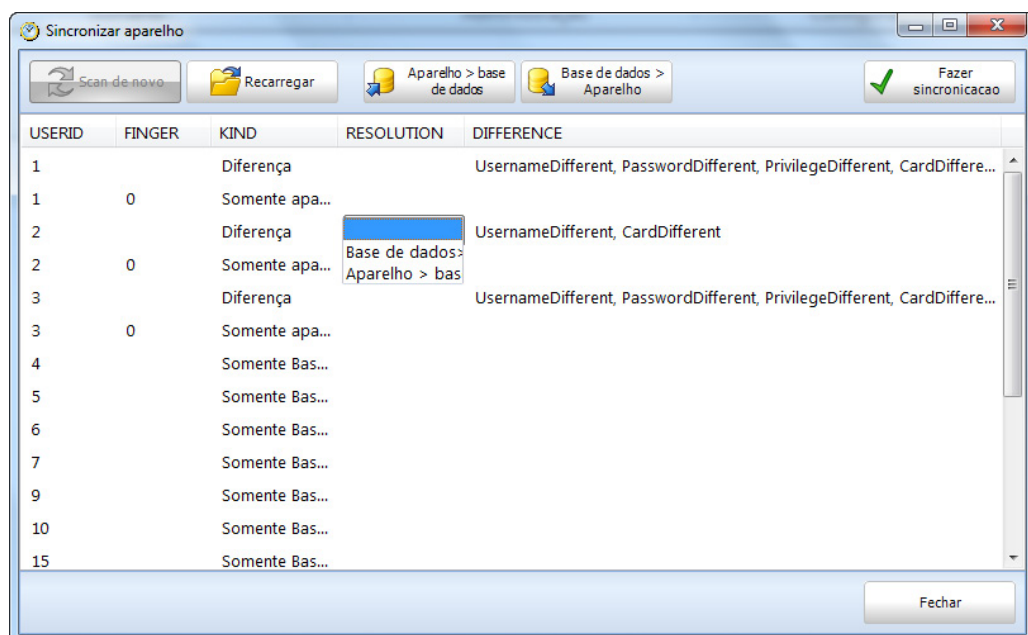 Sincronizar aparelho
Scan de novo
Recarregar
Aparelho > base
de dados
Base de dados >
Aparelho
Fazer
sincronicacao
USERID FINGER KIND RESOLUTION DIFFERENCE
1 Diferença UsernameDifferent, PasswordDifferent, PrivilegeDifferent, CardDiffere...
1 0 Somente apa...
2 Diferença UsernameDifferent, CardDifferent
Base de dados>
2 0 Somente apa...
Aparelho > bas
3 Diferença UsernameDifferent, PasswordDifferent, PrivilegeDifferent, CardDiffere...
3 0 Somente apa...
4 Somente Bas...
5 Somente Bas...
6 Somente Bas...
7 Somente Bas...
9 Somente Bas...
10 Somente Bas...
15 Somente Bas...
Fechar